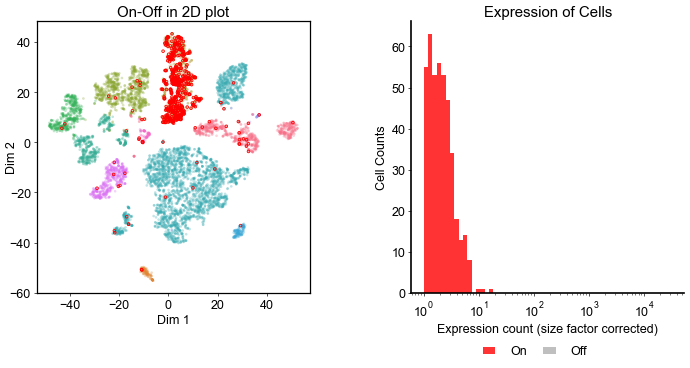 On-Off in 2D plot
40
20
0
−20
−40
−60
Dim 2
−40
−20
0
20
40
Dim 1
Expression of Cells
60
50
40
30
20
10
0
Cell Counts
10^0
10^1
10^2
10^3
10^4
Expression count (size factor corrected)
On
Off